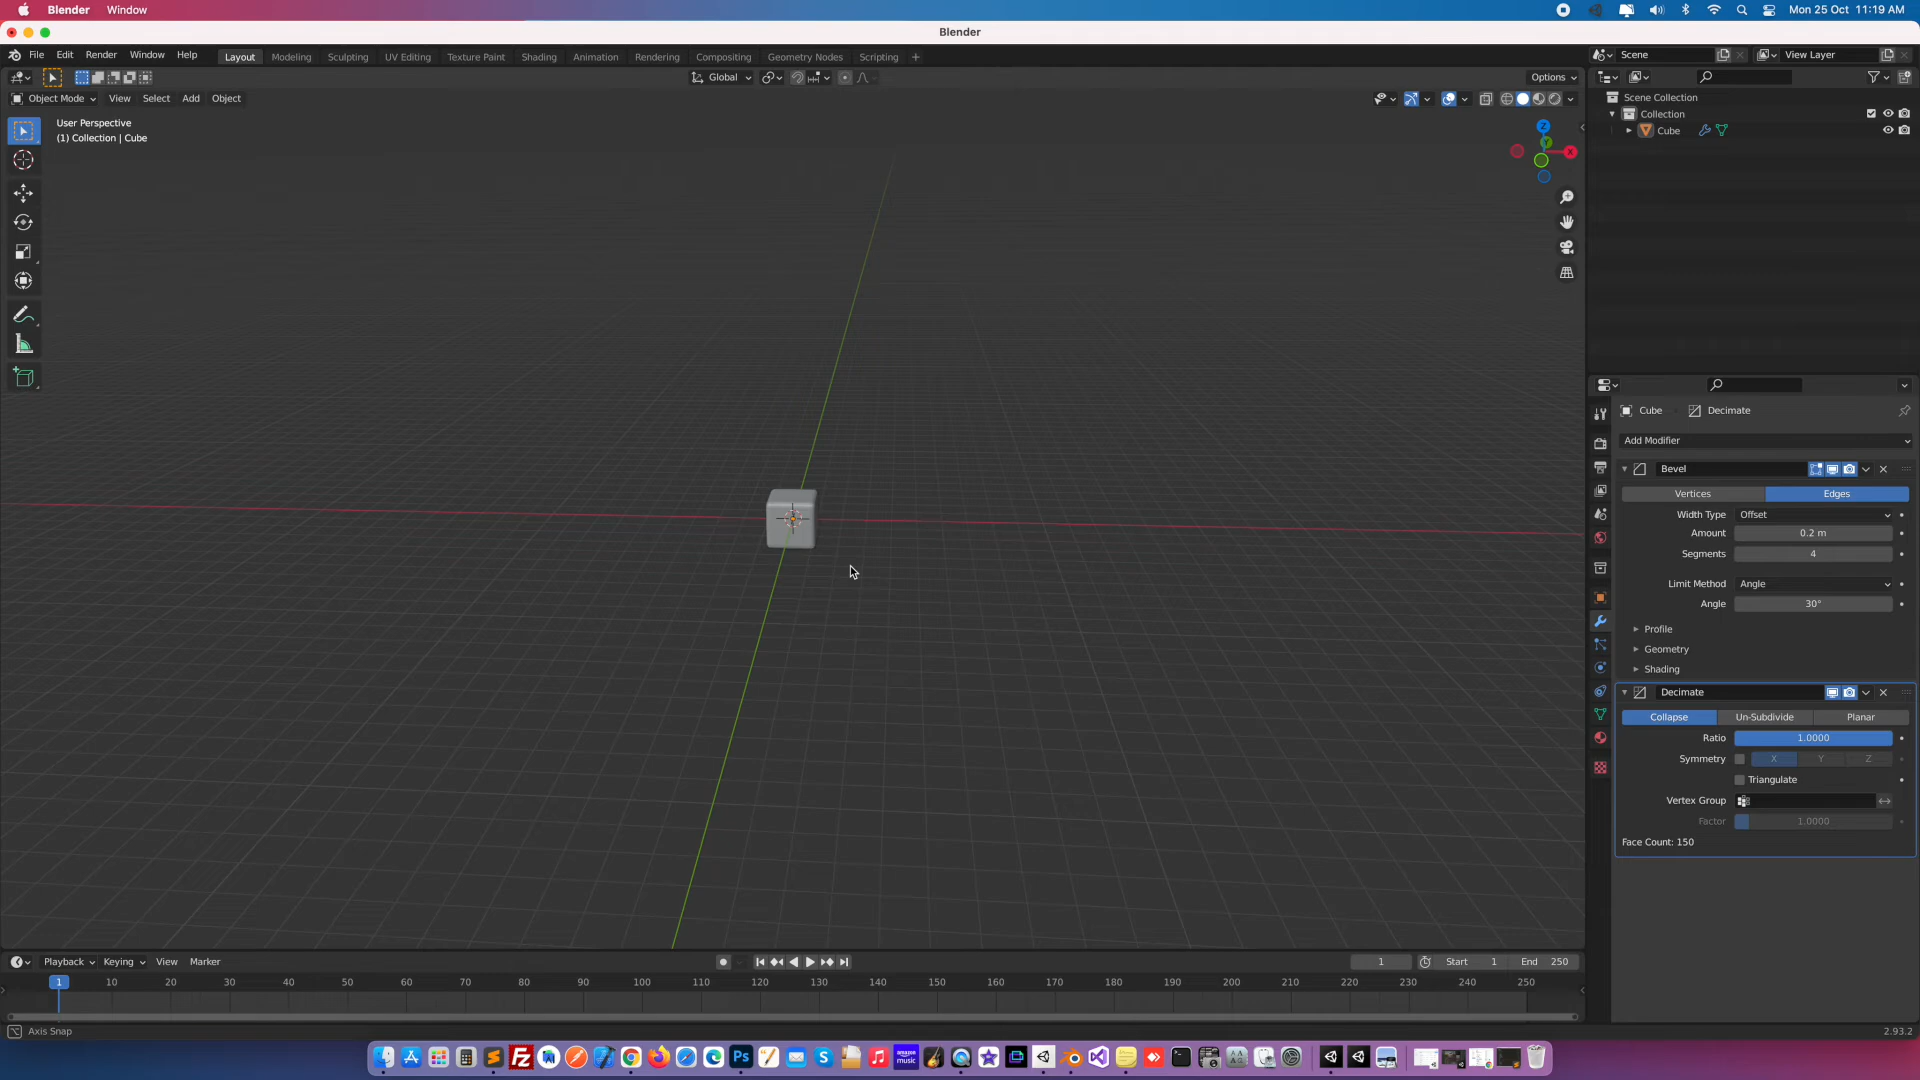 Blender Window Mon 25 Oct 11:19 AM
Blender
File Edit Render Window Help Layout Modeling Sculpting UV Editing Texture Paint Shading Animation Rendering Compositing Geometry Nodes Scripting + Scene View Layer
Global Options
Object Mode View Select Add Object
Scene Collection
Collection
Cube
User Perspective
(1) Collection | Cube
Z
Y
X
Cube Decimate
Add Modifier
Bevel
Vertices Edges
Width Type Offset
Amount 0.2 m
Segments 4
Limit Method Angle
Angle 30°
Profile
Geometry
Shading
Decimate
Collapse Un-Subdivide Planar
Ratio 1.0000
Symmetry X Y Z
Triangulate
Vertex Group
Factor 1.0000
Face Count: 150
Playback Keying View Marker 1 Start 1 End 250
1 10 20 30 40 50 60 70 80 90 100 110 120 130 140 150 160 170 180 190 200 210 220 230 240 250
Axis Snap 2.93.2
Fz Ps S amazon music